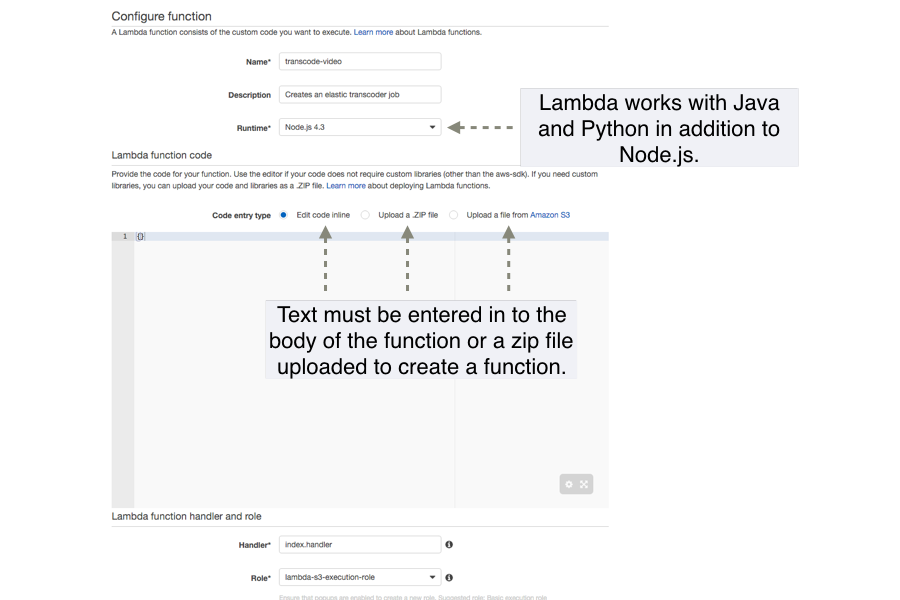 Configure function
A Lambda function consists of the custom code you want to execute. Learn more about Lambda functions.
Name* transcode-video
Description Creates an elastic transcoder job
Runtime* Node.js 4.3
Lambda works with Java
and Python in addition to
Node.js.
Lambda function code
Provide the code for your function. Use the editor if your code does not require custom libraries (other than the aws-sdk). If you need custom
libraries, you can upload your code and libraries as a .ZIP file. Learn more about deploying Lambda functions.
Code entry type Edit code inline Upload a .ZIP file Upload a file from Amazon S3
1 {}
Text must be entered in to the
body of the function or a zip file
uploaded to create a function.
Lambda function handler and role
Handler* index.handler
Role* lambda-s3-execution-role
Ensure that popups are enabled to create a new role. Suggested role: Basic execution role